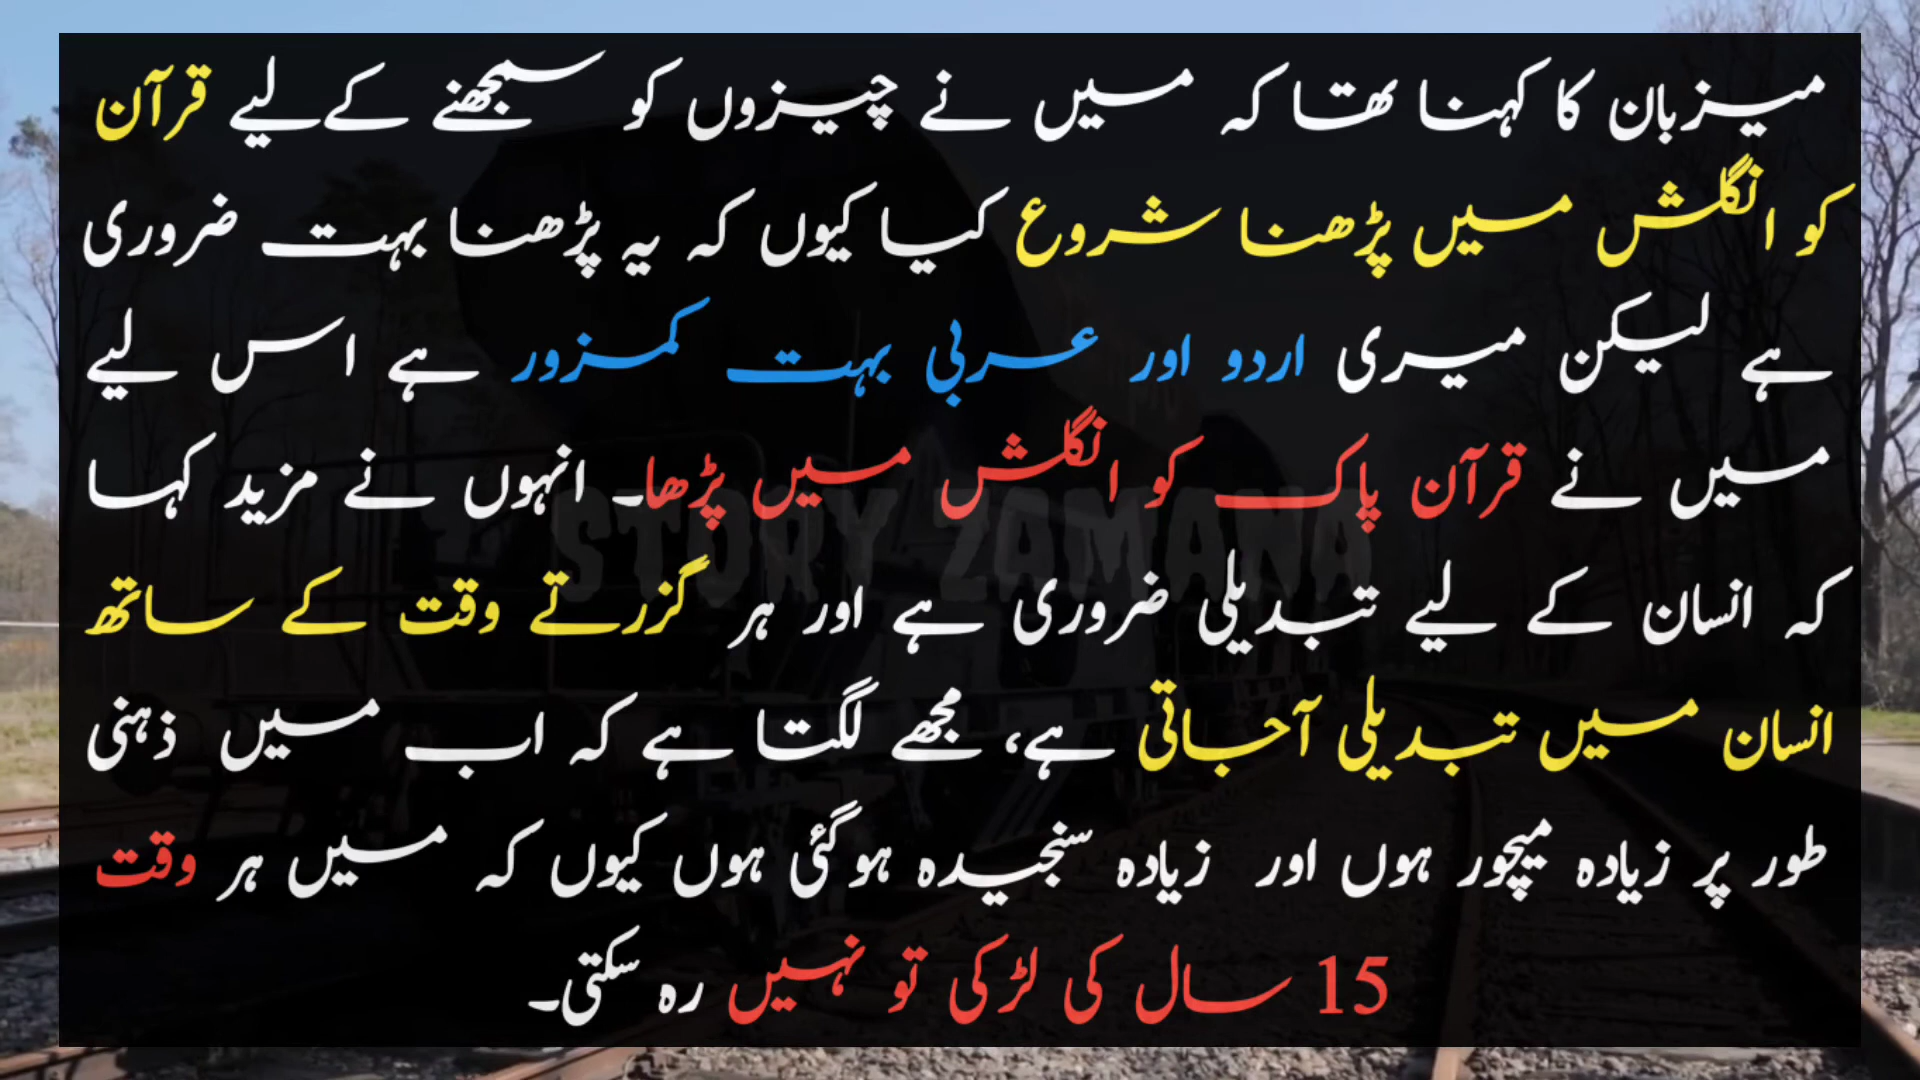 میزبان کا کہنا تھا کہ میں نے چیزوں کو سمجھنے کےلیے قرآن
کو انگلش میں پڑھنا شروع کیا کیوں کہ یہ پڑھنا بہت ضروری
ہے لیکن میری اردو اور عربی بہت کمزور ہے اس لیے
میں نے قرآن پاک کو انگلش میں پڑھا۔ انہوں نے مزید کہا
کہ انسان کے لیے تبدیلی ضروری ہے اور ہر گزرتے وقت کے ساتھ
انسان میں تبدیلی آجاتی ہے، مجھے لگتا ہے کہ اب میں ذہنی
طور پر زیادہ میچور ہوں اور زیادہ سنجیدہ ہوگئی ہوں کیوں کہ میں ہر وقت
15 سال کی لڑکی تو نہیں رہ سکتی۔
STORY ZAMANA